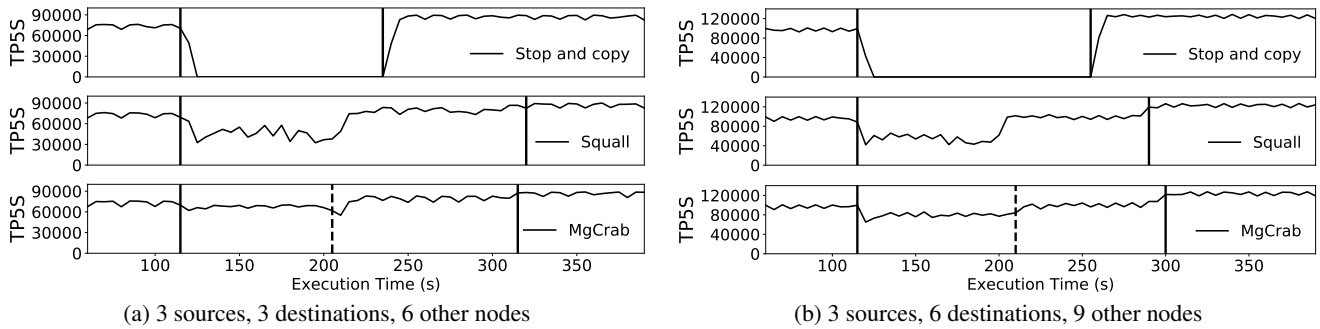 TP5S
90000
60000
30000
0
Stop and copy
TP5S
90000
60000
30000
0
Squall
TP5S
90000
60000
30000
0
MgCrab
100 150 200 250 300 350
Execution Time (s)
(a) 3 sources, 3 destinations, 6 other nodes
TP5S
120000
80000
40000
0
Stop and copy
TP5S
120000
80000
40000
0
Squall
TP5S
120000
80000
40000
0
MgCrab
100 150 200 250 300 350
Execution Time (s)
(b) 3 sources, 6 destinations, 9 other nodes